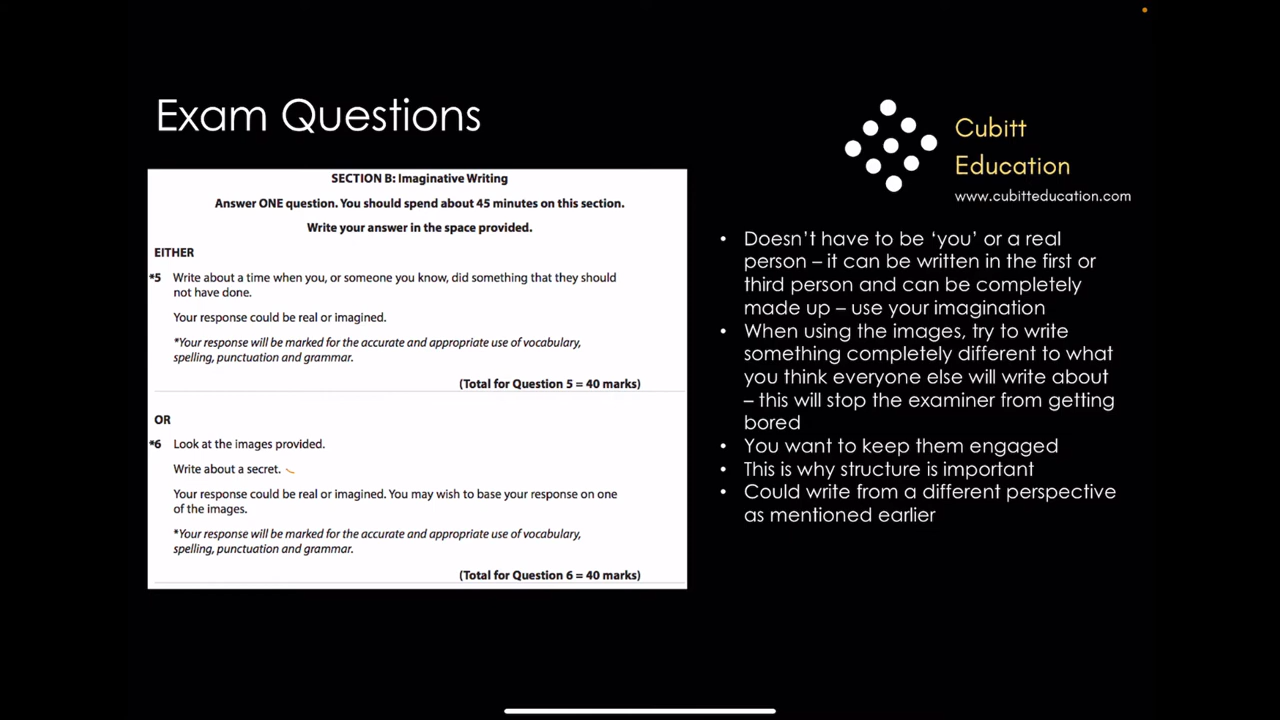 Exam Questions
SECTION B: Imaginative Writing
Answer ONE question. You should spend about 45 minutes on this section.
Write your answer in the space provided.
EITHER
*5 Write about a time when you, or someone you know, did something that they should
not have done.
Your response could be real or imagined.
*Your response will be marked for the accurate and appropriate use of vocabulary,
spelling, punctuation and grammar.
(Total for Question 5 = 40 marks)
OR
*6 Look at the images provided.
Write about a secret.
Your response could be real or imagined. You may wish to base your response on one
of the images.
*Your response will be marked for the accurate and appropriate use of vocabulary,
spelling, punctuation and grammar.
(Total for Question 6 = 40 marks)
Cubitt
Education
www.cubitteducation.com
• Doesn't have to be 'you' or a real
person – it can be written in the first or
third person and can be completely
made up – use your imagination
• When using the images, try to write
something completely different to what
you think everyone else will write about
– this will stop the examiner from getting
bored
• You want to keep them engaged
• This is why structure is important
• Could write from a different perspective
as mentioned earlier